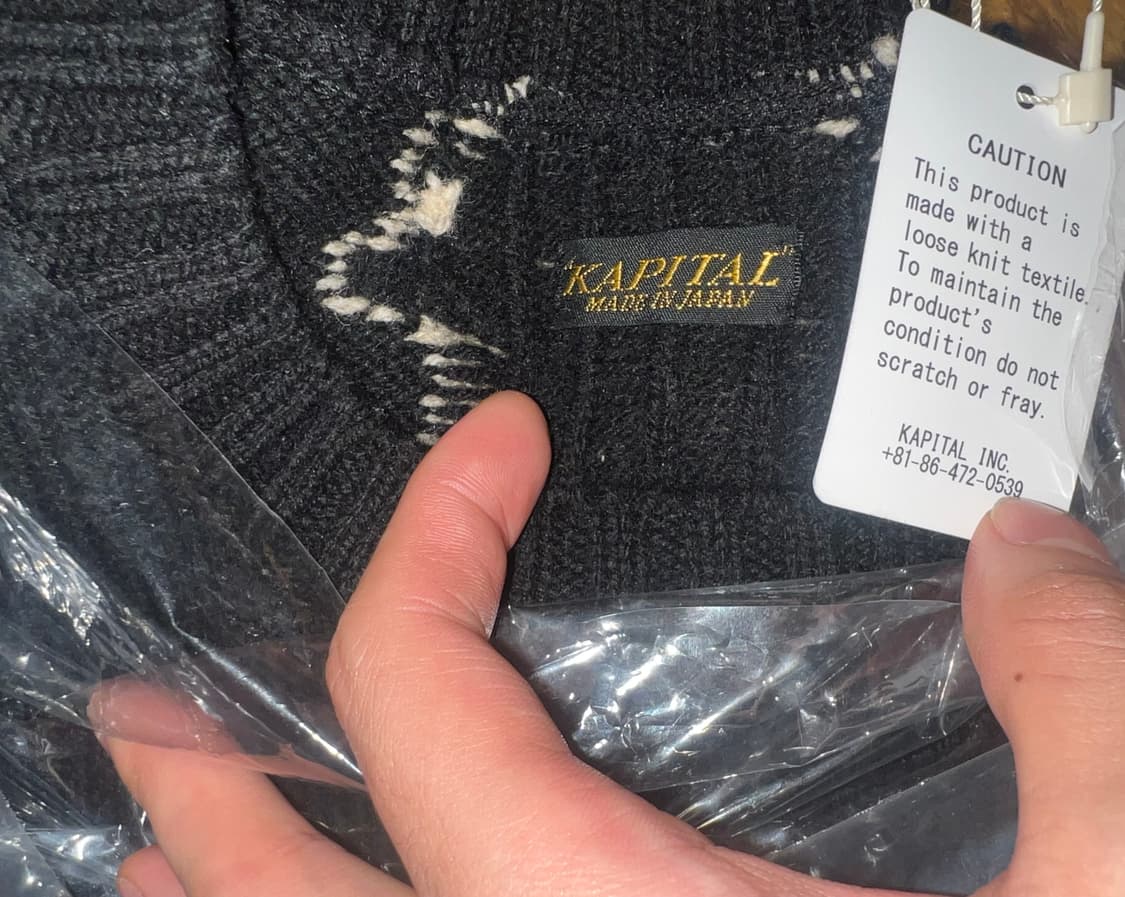 "KAPITAL"
MADE IN JAPAN
CAUTION
This product is
made with a
loose knit textile.
To maintain the
product's
condition do not
scratch or fray.
KAPITAL INC.
+81-86-472-0539